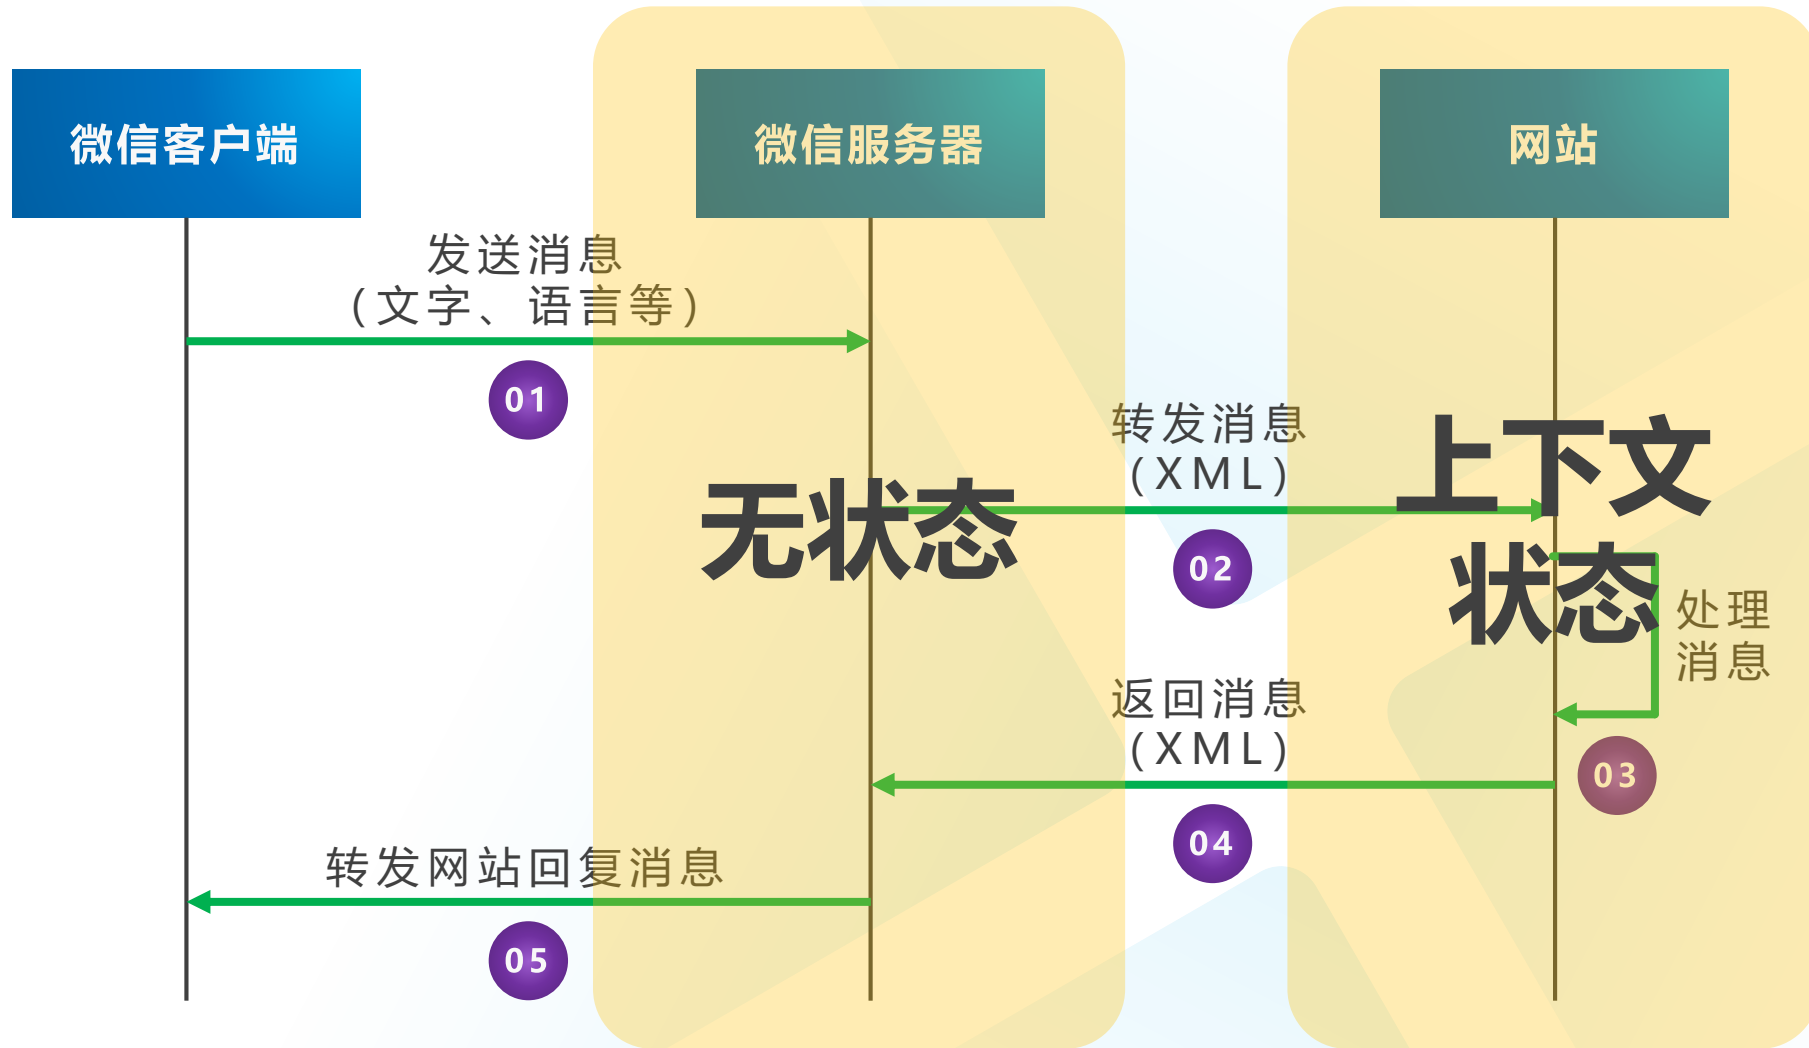 微信客户端
微信服务器
网站
发送消息
(文字、语言等)
01
转发消息
(XML)
02
无状态
上下文
状态
处理
消息
03
返回消息
(XML)
04
转发网站回复消息
05